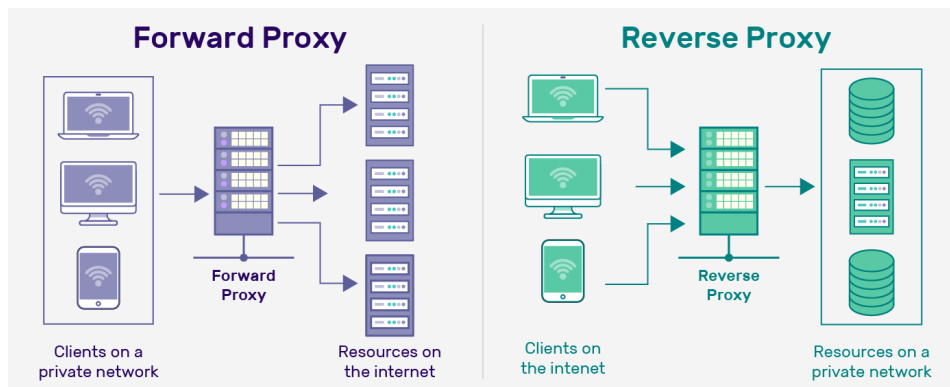 Forward Proxy
Forward
Proxy
Clients on a
private network
Resources on
the internet
Reverse Proxy
Reverse
Proxy
Clients on
the intenet
Resources on a
private network